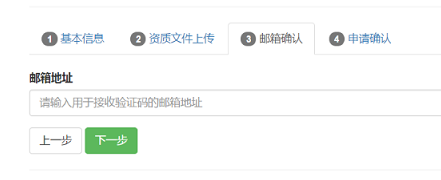 1 基本信息 2 资质文件上传 3 邮箱确认 4 申请确认
邮箱地址
请输入用于接收验证码的邮箱地址
上一步 下一步